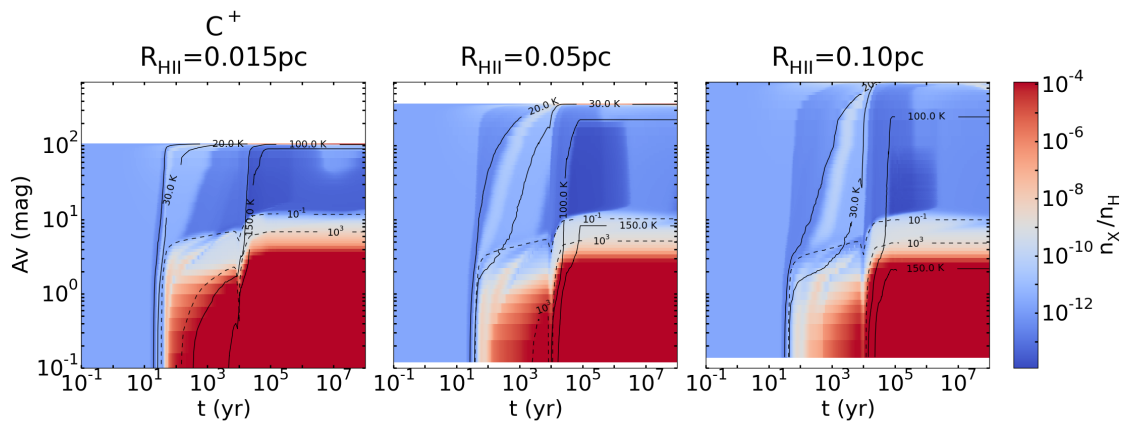 C⁺
R_HII=0.015pc R_HII=0.05pc R_HII=0.10pc
Av (mag)
10² 10¹ 10⁰ 10⁻¹
20.0 K 100.0 K 30.0 K 150.0 K 10⁻¹ 10³
20.0 K 30.0 K 100.0 K 10⁻¹ 150.0 K 10³ 10³
20. 100.0 K 30.0 K 10⁻¹ 10³ 150.0 K
10⁻¹ 10¹ 10³ 10⁵ 10⁷ 10⁻¹ 10¹ 10³ 10⁵ 10⁷ 10⁻¹ 10¹ 10³ 10⁵ 10⁷
t (yr) t (yr) t (yr)
10⁻⁴
10⁻⁶
10⁻⁸
10⁻¹⁰
10⁻¹²
n_X/n_H